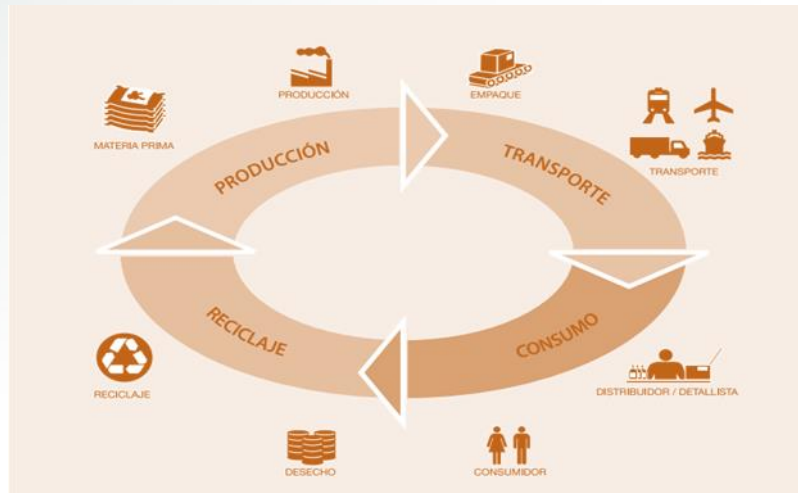 PRODUCCIÓN
EMPAQUE
MATERIA PRIMA
TRANSPORTE
PRODUCCIÓN
TRANSPORTE
RECICLAJE
CONSUMO
RECICLAJE
DISTRIBUIDOR / DETALLISTA
DESECHO
CONSUMIDOR